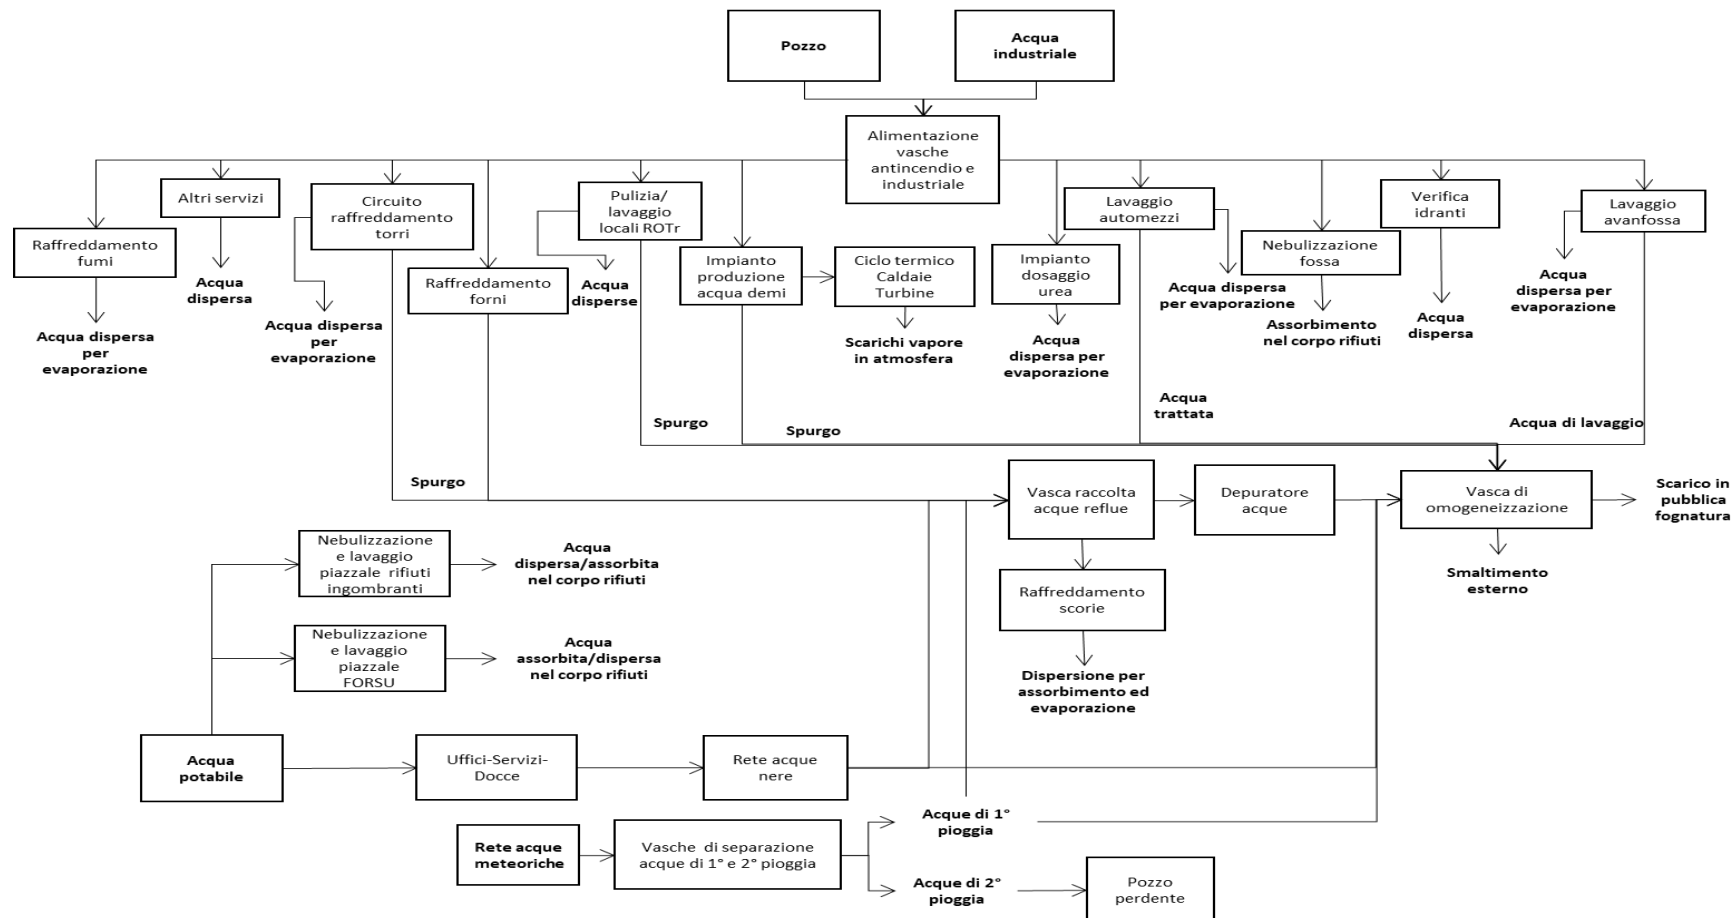 Pozzo
Acqua
industriale
Alimentazione
vasche
antincendio e
industriale
Altri servizi
Circuito
raffreddamento
torri
Pulizia/
lavaggio
locali ROTr
Lavaggio
automezzi
Verifica
idranti
Lavaggio
avanfossa
Raffreddamento
fumi
Raffreddamento
forni
Impianto
produzione
acqua demi
Ciclo termico
Caldaie
Turbine
Impianto
dosaggio
urea
Nebulizzazione
fossa
Acqua
dispersa
Acqua
disperse
Acqua dispersa
per evaporazione
Acqua
dispersa per
evaporazione
Acqua dispersa
per
evaporazione
Acqua dispersa
per
evaporazione
Scarichi vapore
in atmosfera
Acqua
dispersa per
evaporazione
Assorbimento
nel corpo rifiuti
Acqua
dispersa
Acqua
trattata
Spurgo
Spurgo
Acqua di lavaggio
Spurgo
Vasca raccolta
acque reflue
Depuratore
acque
Vasca di
omogeneizzazione
Scarico in
pubblica
fognatura
Nebulizzazione
e lavaggio
piazzale rifiuti
ingombranti
Acqua
dispersa/assorbita
nel corpo rifiuti
Raffreddamento
scorie
Smaltimento
esterno
Nebulizzazione
e lavaggio
piazzale
FORSU
Acqua
assorbita/dispersa
nel corpo rifiuti
Dispersione per
assorbimento ed
evaporazione
Acqua
potabile
Uffici-Servizi-
Docce
Rete acque
nere
Rete acque
meteoriche
Vasche di separazione
acque di 1° e 2° pioggia
Acque di 1°
pioggia
Acque di 2°
pioggia
Pozzo
perdente